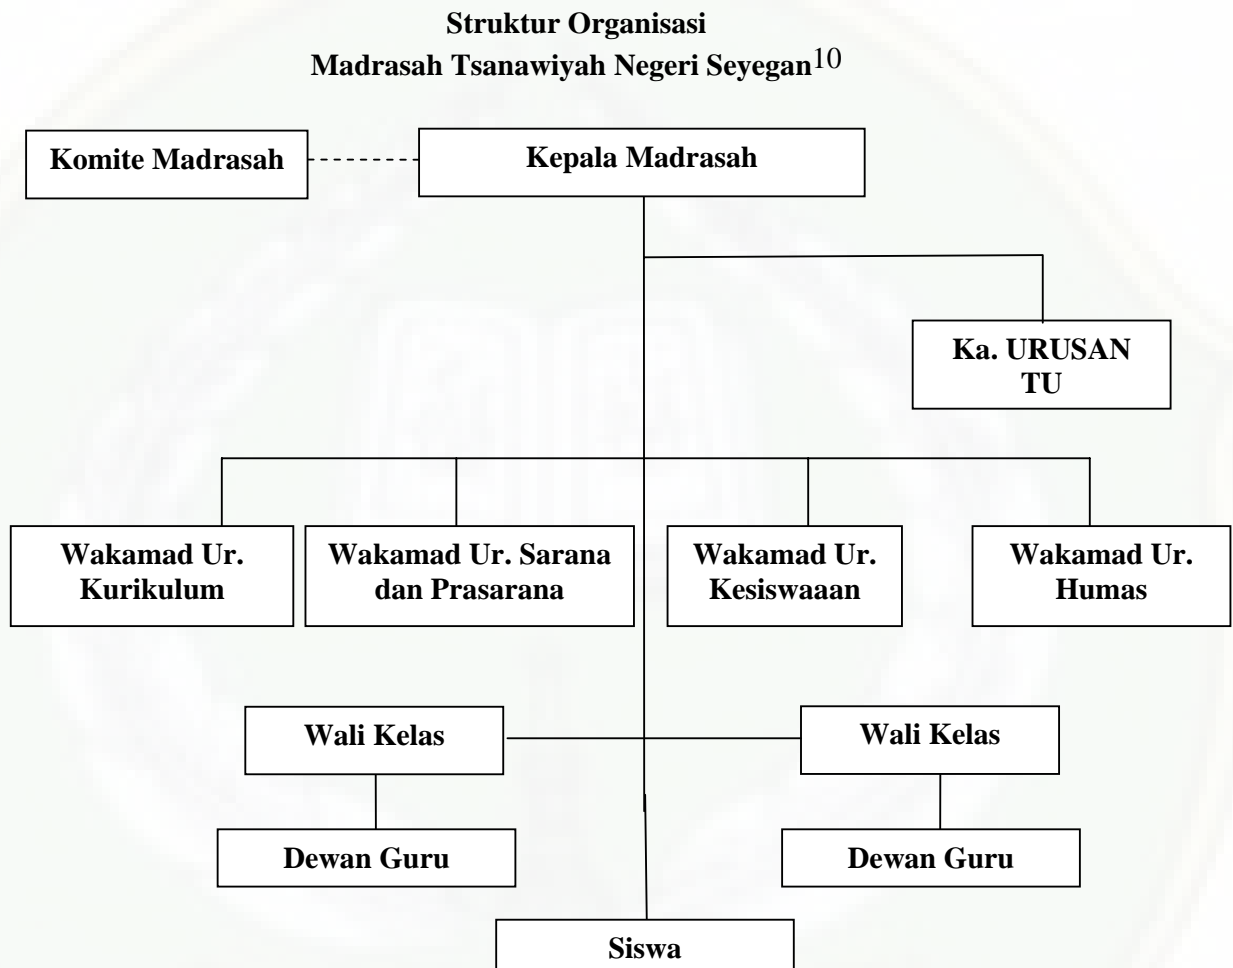 Struktur Organisasi
Madrasah Tsanawiyah Negeri Seyegan10
Komite Madrasah
Kepala Madrasah
Ka. URUSAN
TU
Wakamad Ur.
Kurikulum
Wakamad Ur. Sarana
dan Prasarana
Wakamad Ur.
Kesiswaaan
Wakamad Ur.
Humas
Wali Kelas
Wali Kelas
Dewan Guru
Dewan Guru
Siswa